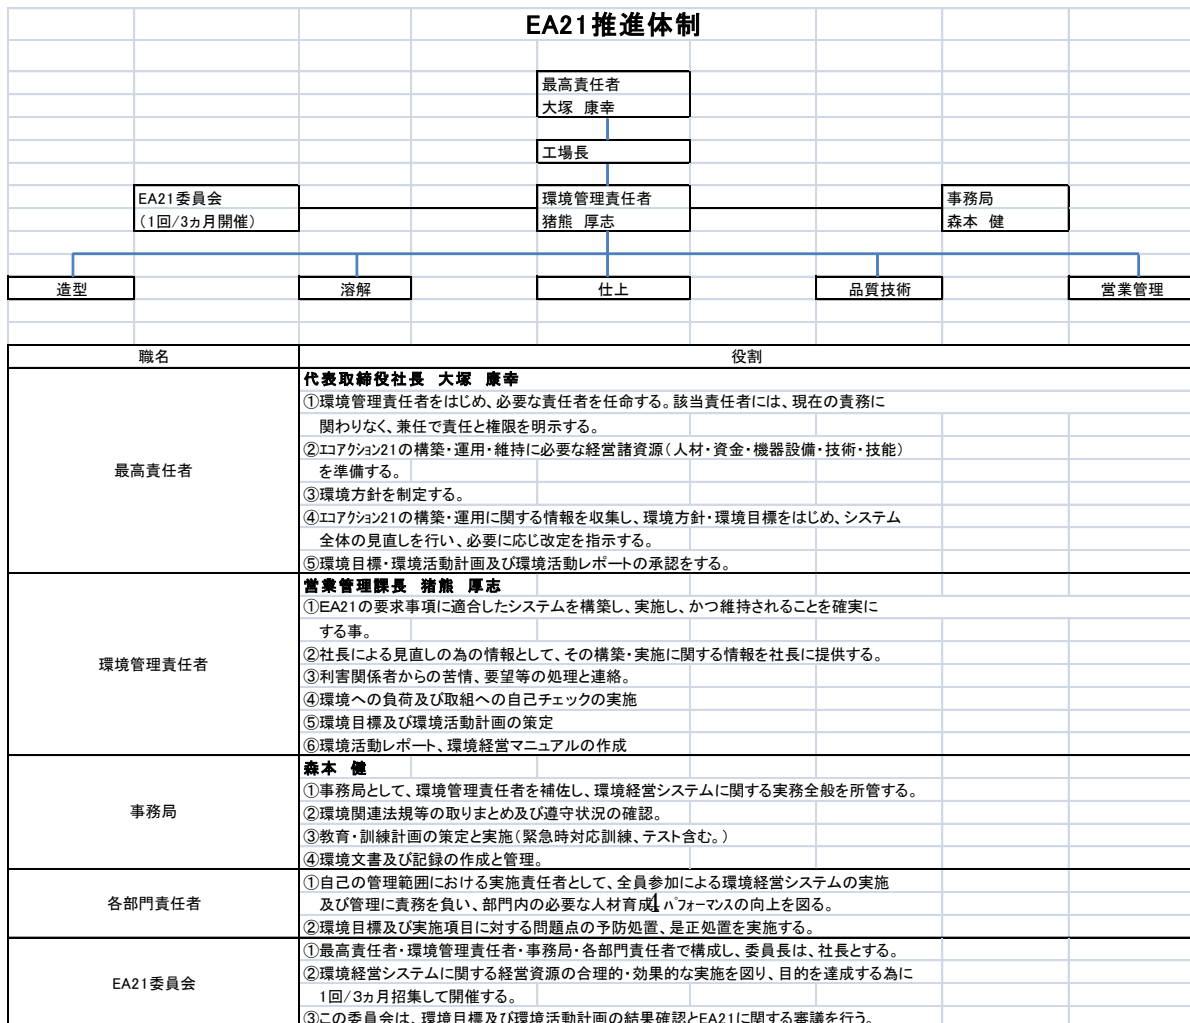 EA21推進体制
最高責任者
大塚 康幸
工場長
EA21委員会
(1回/3ヵ月開催)
環境管理責任者
猪熊 厚志
事務局
森本 健
造型 溶解 仕上 品質技術 営業管理
職名 役割
最高責任者
代表取締役社長 大塚 康幸
①環境管理責任者をはじめ、必要な責任者を任命する。該当責任者には、現在の責務に
関わりなく、兼任で責任と権限を明示する。
②エコアクション21の構築・運用・維持に必要な経営諸資源(人材・資金・機器設備・技術・技能)
を準備する。
③環境方針を制定する。
④エコアクション21の構築・運用に関する情報を収集し、環境方針・環境目標をはじめ、システム
全体の見直しを行い、必要に応じ改定を指示する。
⑤環境目標・環境活動計画及び環境活動レポートの承認をする。
環境管理責任者
営業管理課長 猪熊 厚志
①EA21の要求事項に適合したシステムを構築し、実施し、かつ維持されることを確実に
する事。
②社長による見直しの為の情報として、その構築・実施に関する情報を社長に提供する。
③利害関係者からの苦情、要望等の処理と連絡。
④環境への負荷及び取組への自己チェックの実施
⑤環境目標及び環境活動計画の策定
⑥環境活動レポート、環境経営マニュアルの作成
事務局
森本 健
①事務局として、環境管理責任者を補佐し、環境経営システムに関する実務全般を所管する。
②環境関連法規等の取りまとめ及び遵守状況の確認。
③教育・訓練計画の策定と実施(緊急時対応訓練、テスト含む。)
④環境文書及び記録の作成と管理。
各部門責任者
①自己の管理範囲における実施責任者として、全員参加による環境経営システムの実施
及び管理に責務を負い、部門内の必要な人材育成4パフォーマンスの向上を図る。
②環境目標及び実施項目に対する問題点の予防処置、是正処置を実施する。
EA21委員会
①最高責任者・環境管理責任者・事務局・各部門責任者で構成し、委員長は、社長とする。
②環境経営システムに関する経営資源の合理的・効果的な実施を図り、目的を達成する為に
1回/3ヵ月招集して開催する。
③この委員会は、環境目標及び環境活動計画の結果確認とEA21に関する審議を行う。